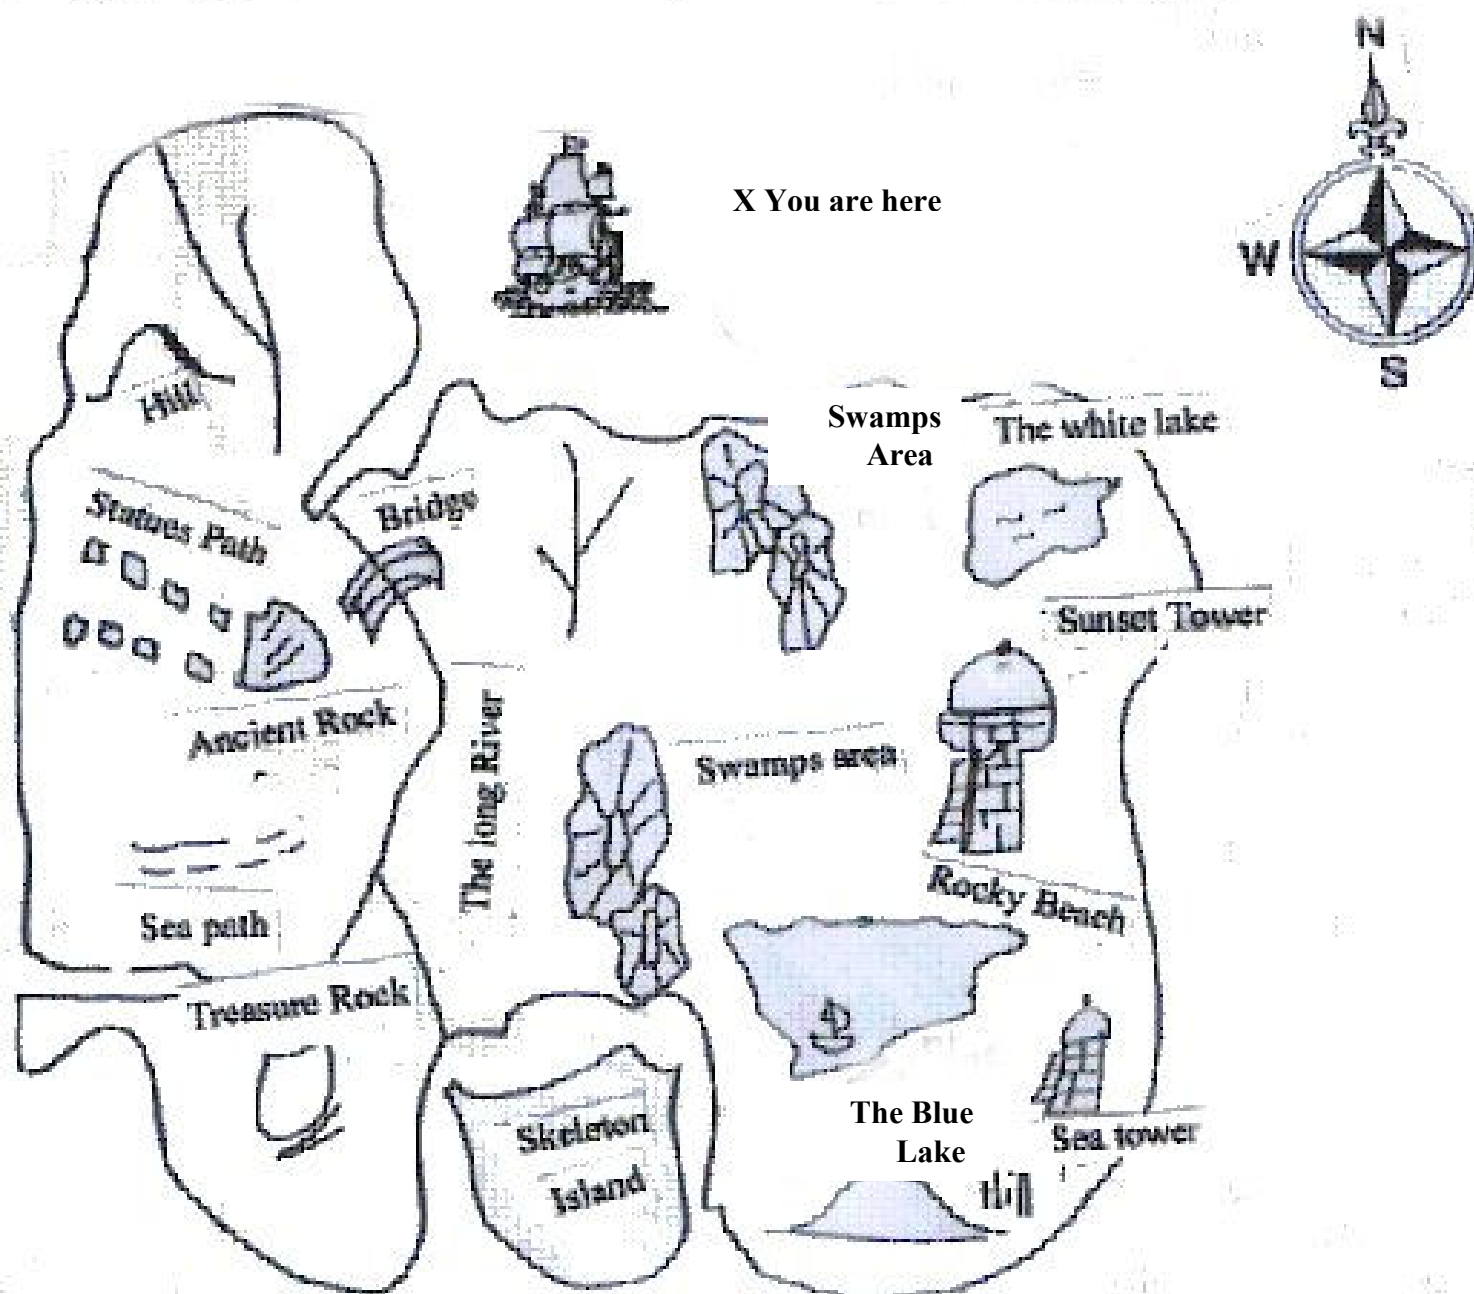 N
X You are here
W
S
Swamps
Area
The white lake
Hill
Statues Path
Bridge
Sunset Tower
Ancient Rock
The long River
Swamps area
Rocky Beach
Sea path
Treasure Rock
The Blue
Lake
Skeleton
Island
Sea tower
Hill